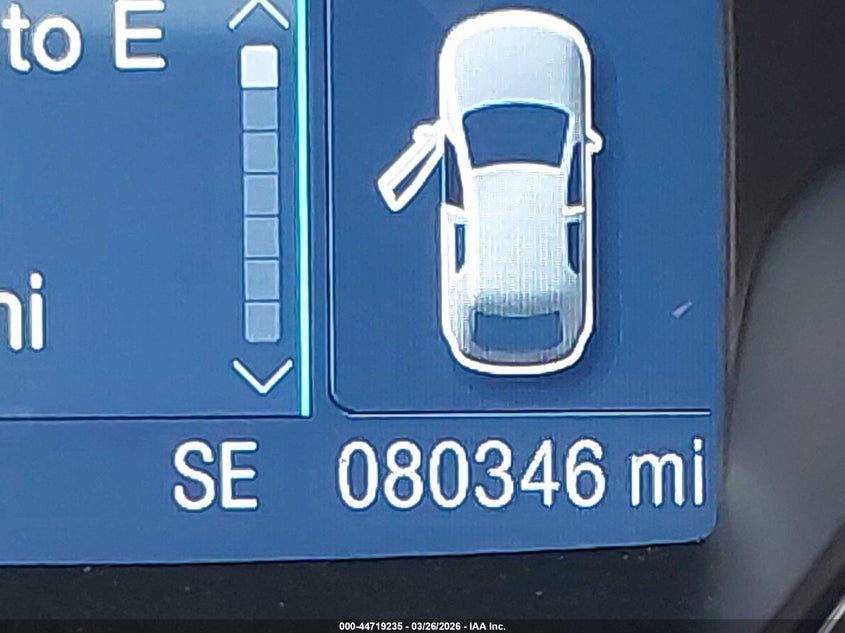 to E
mi
SE 080346 mi
000-44719235 - 03/26/2026 - IAA Inc.